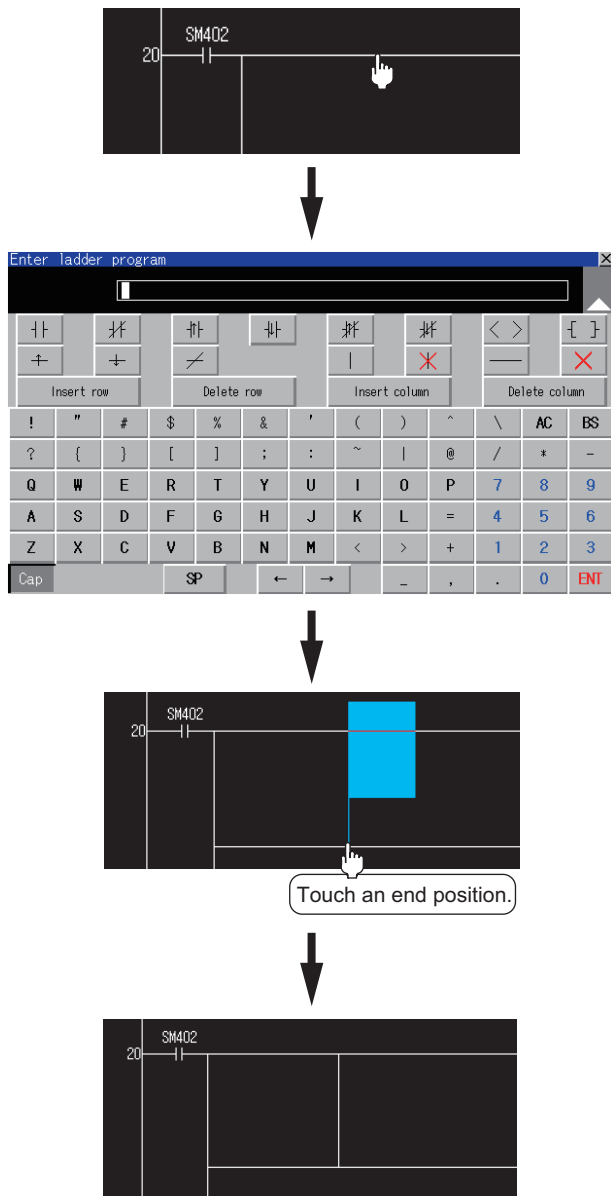 SM402
20
Enter ladder program
Insert row Delete row Insert column Delete column
! " # $ % & ' ( ) ^ \ AC BS
? { } [ ] ; : ~ | @ / * -
Q W E R T Y U I O P 7 8 9
A S D F G H J K L = 4 5 6
Z X C V B N M < > + 1 2 3
Cap SP ← → _ , . 0 ENT
SM402
20
Touch an end position.
SM402
20